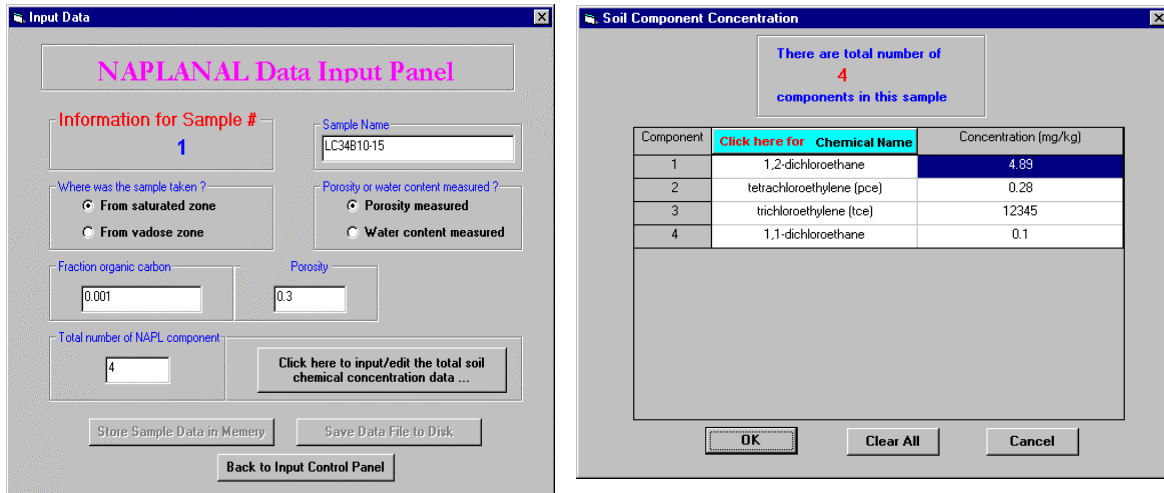 Input Data
NAPLANAL Data Input Panel
Information for Sample #
1
Sample Name
LC34B10-15
Where was the sample taken ?
From saturated zone
From vadose zone
Porosity or water content measured ?
Porosity measured
Water content measured
Fraction organic carbon
0.001
Porosity
0.3
Total number of NAPL component
4
Click here to input/edit the total soil
chemical concentration data ...
Store Sample Data in Memery
Save Data File to Disk
Back to Input Control Panel
Soil Component Concentration
There are total number of
4
components in this sample
Component Click here for Chemical Name Concentration (mg/kg)
1 1,2-dichloroethane 4.89
2 tetrachloroethylene (pce) 0.28
3 trichloroethylene (tce) 12345
4 1,1-dichloroethane 0.1
OK Clear All Cancel